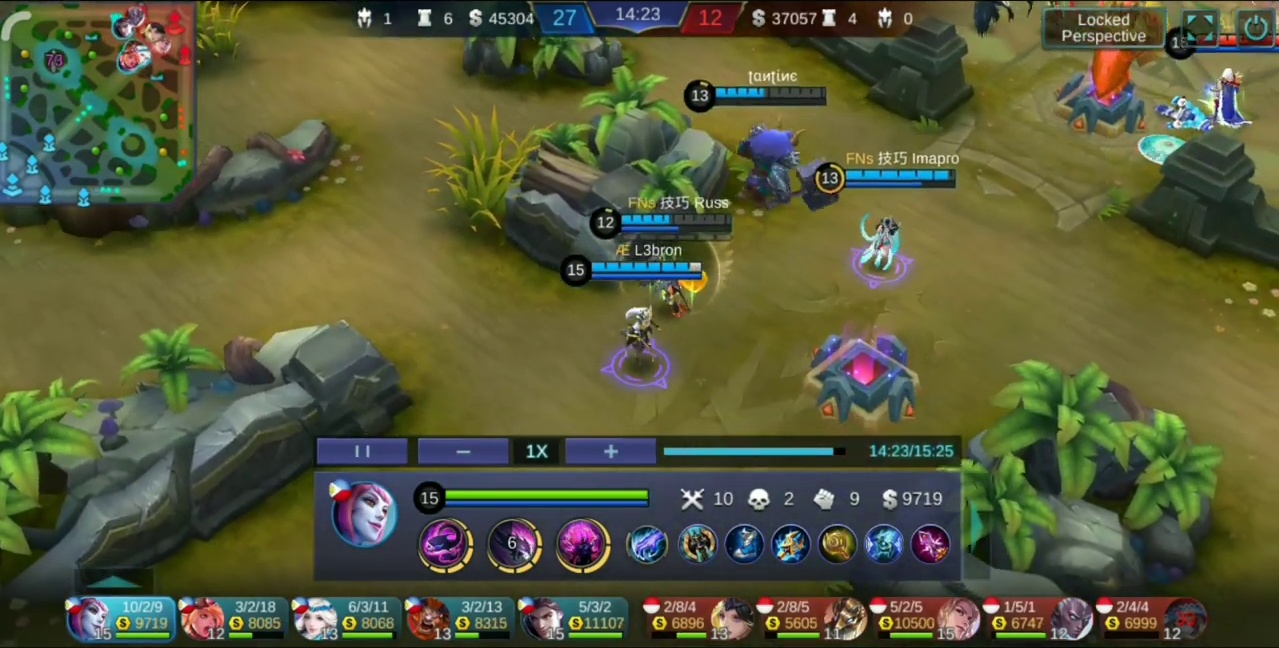 1 6 $ 45304 27 14:23 12 $ 37057 4 0
Locked
Perspective
73
13 ţαηţίηє
13 FNs 技巧 Imapro
12 FNs 技巧 Russ
15 Æ L3bron
1X
14:23/15:25
15 10 2 9 $ 9719
6
10/2/9 3/2/18 6/3/11 3/2/13 5/3/2 2/8/4 2/8/5 5/2/5 1/5/1 2/4/4
9719 8085 8068 8315 11107 6896 5605 10500 6747 6999
15 12 13 13 15 13 11 15 12 12